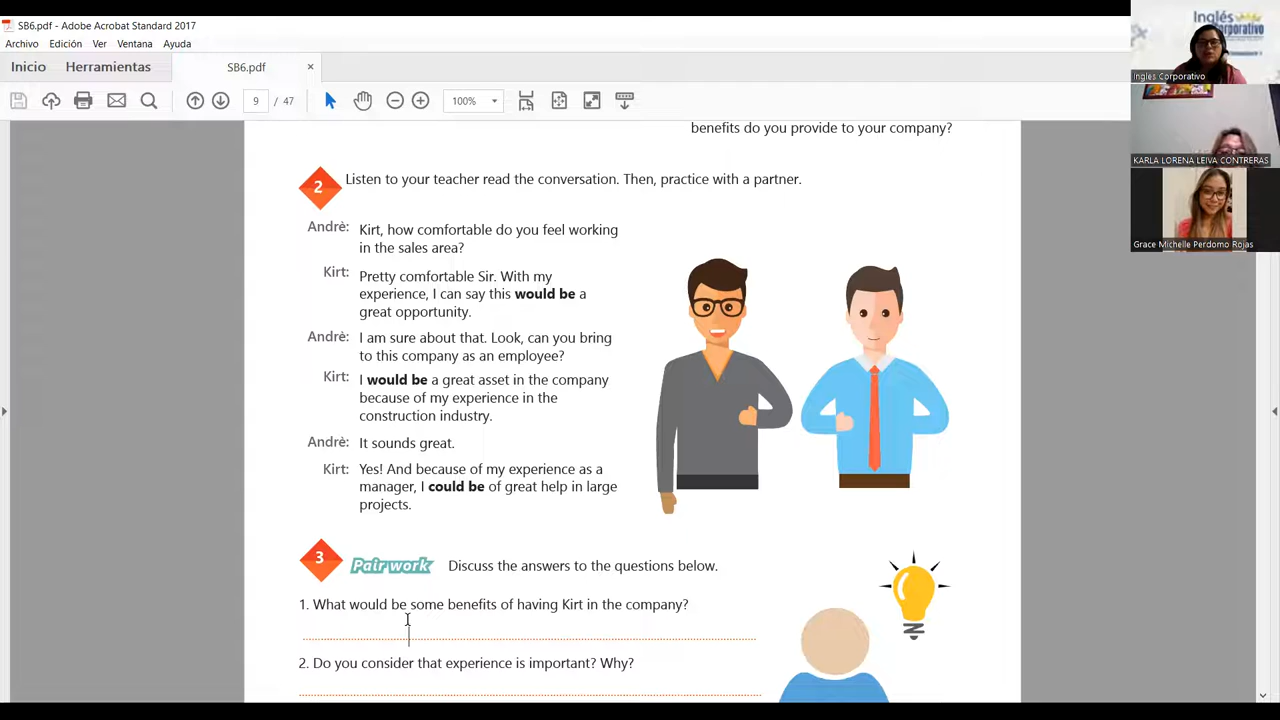 SB6.pdf - Adobe Acrobat Standard 2017
Archivo Edición Ver Ventana Ayuda
Inicio Herramientas SB6.pdf ×
9 / 47 100%
benefits do you provide to your company?
2 Listen to your teacher read the conversation. Then, practice with a partner.
Andrè: Kirt, how comfortable do you feel working
in the sales area?
Kirt: Pretty comfortable Sir. With my
experience, I can say this would be a
great opportunity.
Andrè: I am sure about that. Look, can you bring
to this company as an employee?
Kirt: I would be a great asset in the company
because of my experience in the
construction industry.
Andrè: It sounds great.
Kirt: Yes! And because of my experience as a
manager, I could be of great help in large
projects.
3 Pair work Discuss the answers to the questions below.
1. What would be some benefits of having Kirt in the company?
2. Do you consider that experience is important? Why?
Inglés
Corporativo
Ingles Corporativo
KARLA LORENA LEIVA CONTRERAS
Grace Michelle Perdomo Rojas